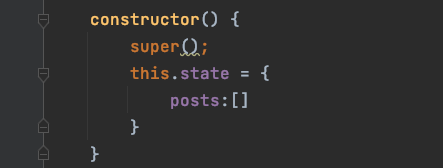 constructor() {
super();
this.state = {
posts:[]
}
}